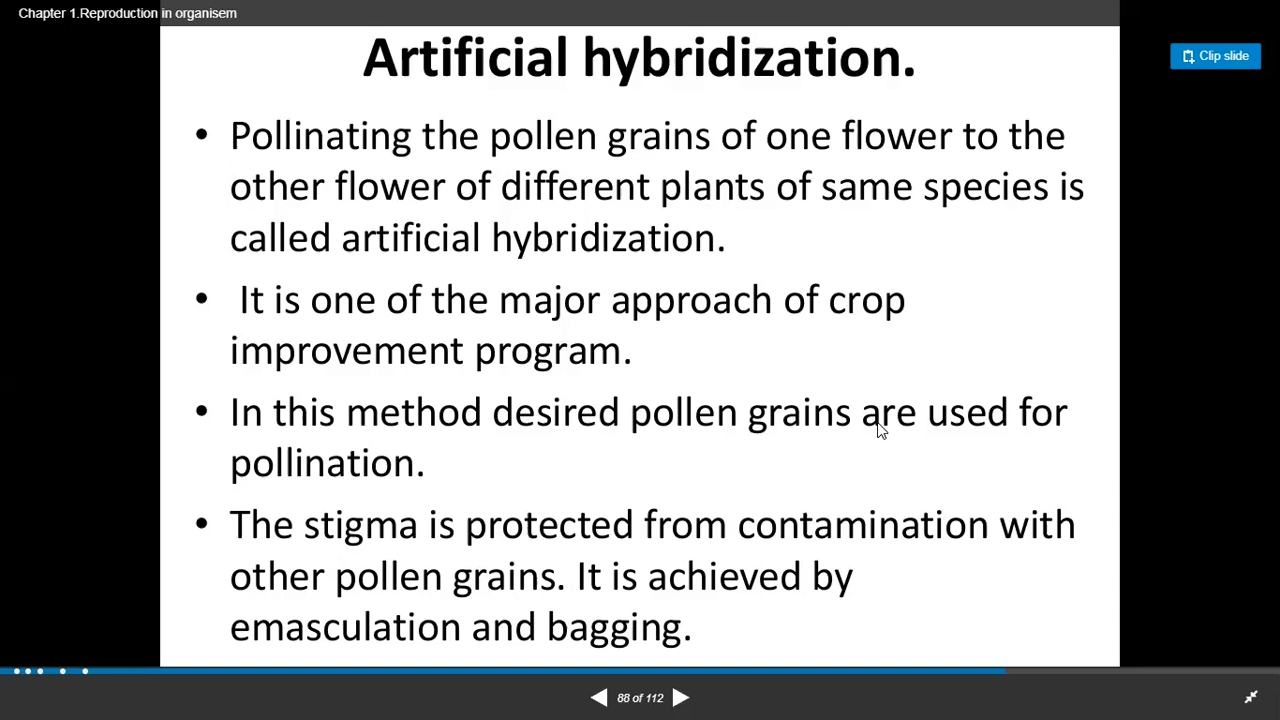 Chapter 1.Reproduction in organisem
Clip slide
Artificial hybridization.
• Pollinating the pollen grains of one flower to the
other flower of different plants of same species is
called artificial hybridization.
• It is one of the major approach of crop
improvement program.
• In this method desired pollen grains are used for
pollination.
• The stigma is protected from contamination with
other pollen grains. It is achieved by
emasculation and bagging.
88 of 112